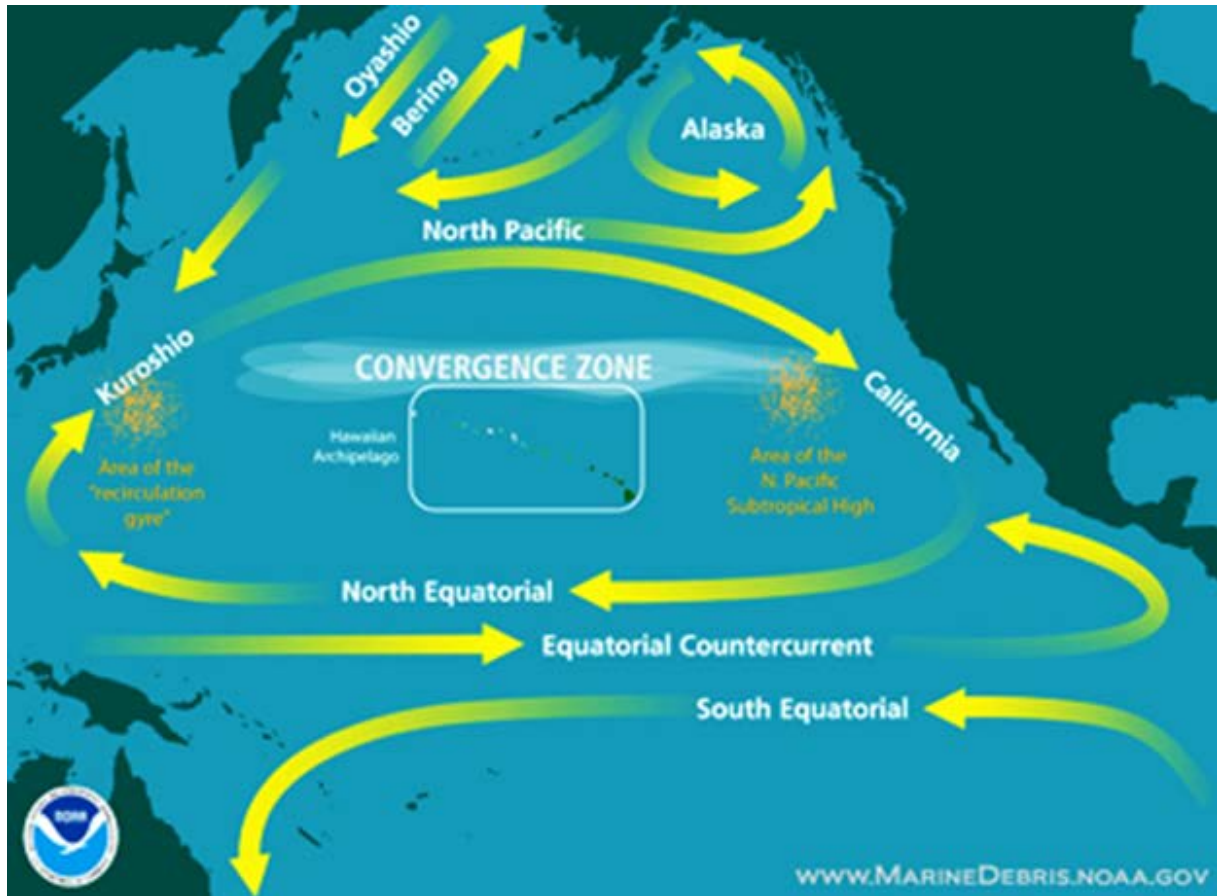 Oyashio
Bering
Alaska
North Pacific
Kuroshio
CONVERGENCE ZONE
California
Hawaiian
Archipelago
Area of the
"recirculation
gyre"
Area of the
N. Pacific
Subtropical High
North Equatorial
Equatorial Countercurrent
South Equatorial
NOAA
WWW.MARINEDEBRIS.NOAA.GOV